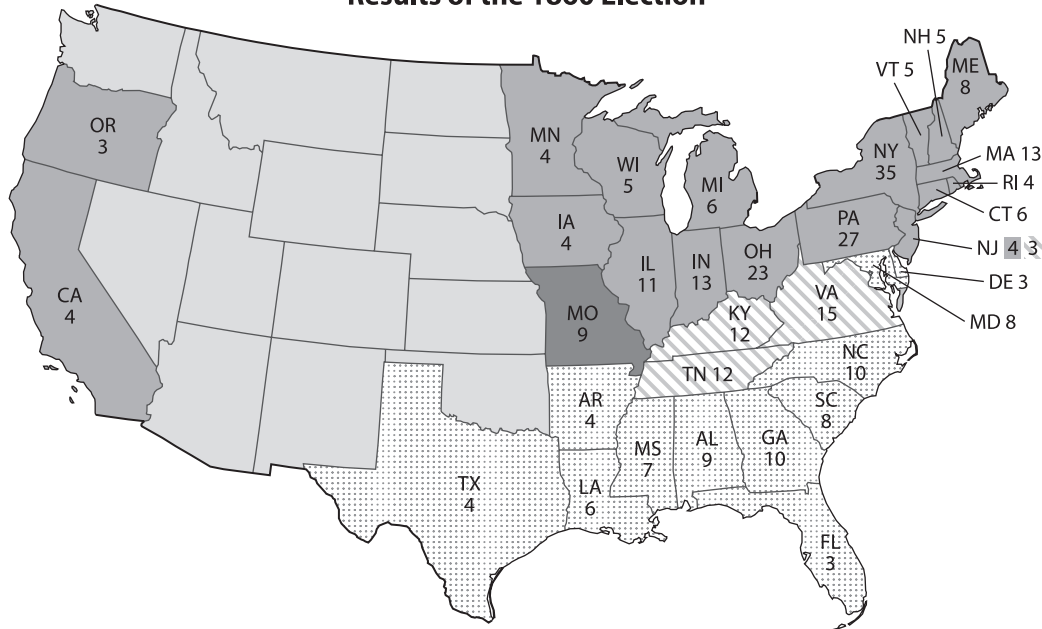 Results of the 1860 Election
NH 5
VT 5
ME
8
OR
3
MN
4
WI
5
MI
6
NY
35
MA 13
RI 4
CT 6
NJ 4 3
DE 3
MD 8
PA
27
IA
4
IL
11
IN
13
OH
23
CA
4
MO
9
KY
12
VA
15
TN 12
NC
10
SC
8
AR
4
MS
7
AL
9
GA
10
TX
4
LA
6
FL
3